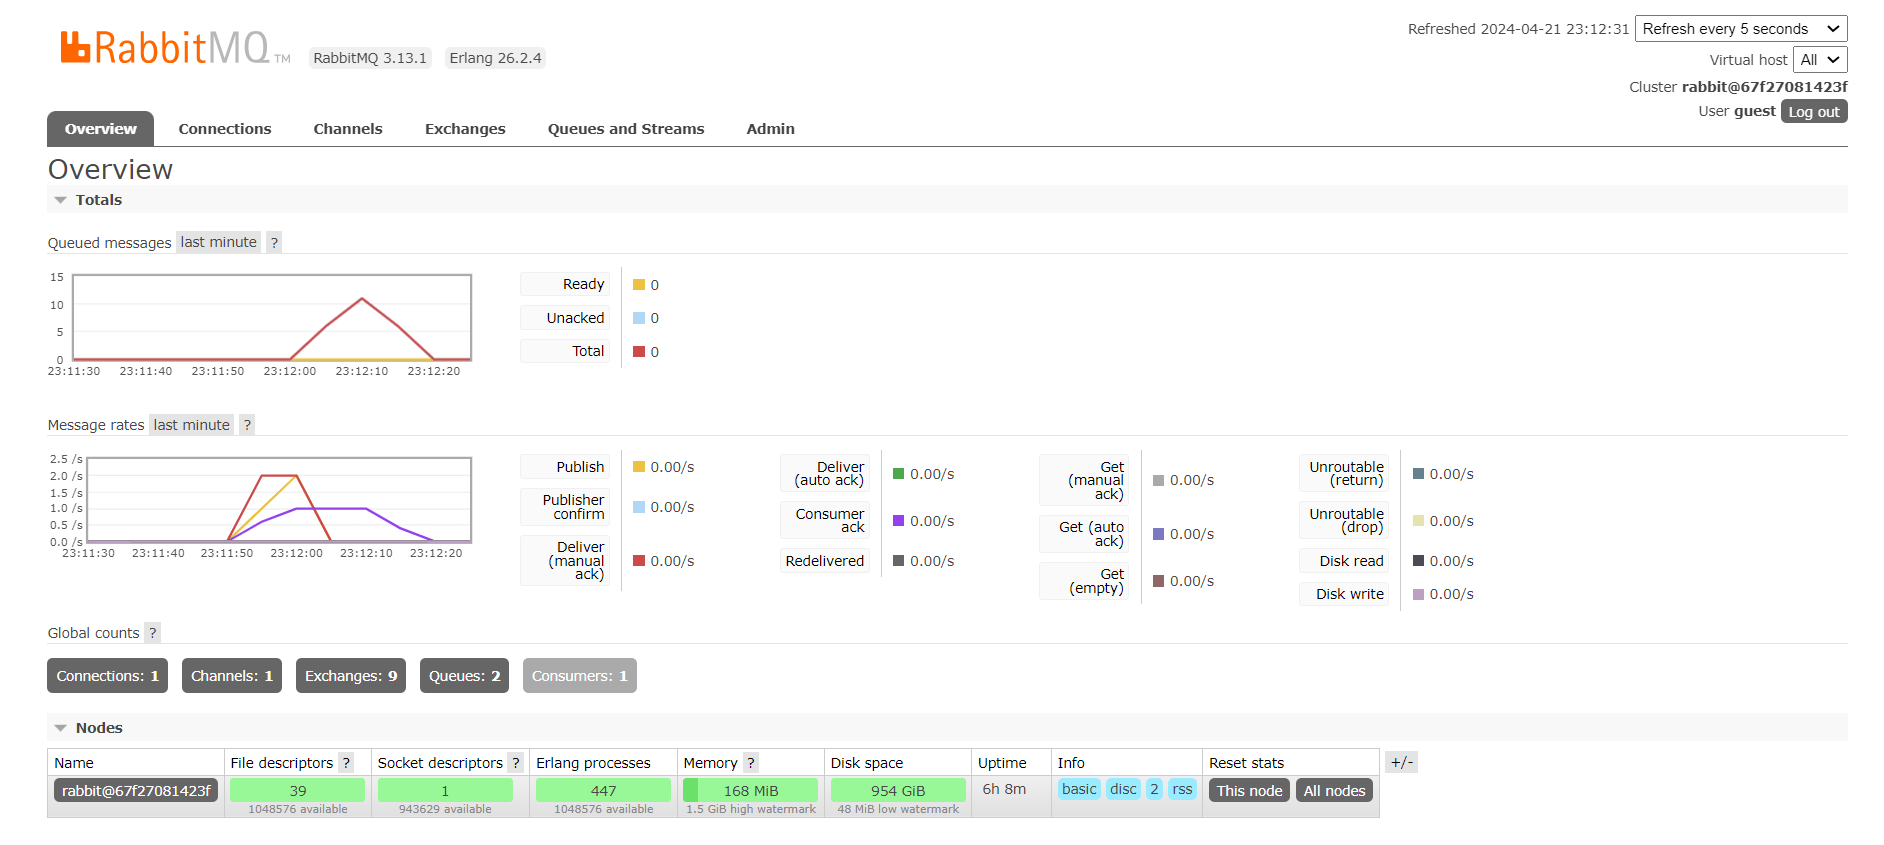 RabbitMQ TM RabbitMQ 3.13.1 Erlang 26.2.4
Refreshed 2024-04-21 23:12:31 Refresh every 5 seconds
Virtual host All
Cluster rabbit@67f27081423f
User guest Log out
Overview Connections Channels Exchanges Queues and Streams Admin
Overview
Totals
Queued messages last minute ?
15
10
5
0
23:11:30 23:11:40 23:11:50 23:12:00 23:12:10 23:12:20
Ready 0
Unacked 0
Total 0
Message rates last minute ?
2.5 /s
2.0 /s
1.5 /s
1.0 /s
0.5 /s
0.0 /s
23:11:30 23:11:40 23:11:50 23:12:00 23:12:10 23:12:20
Publish 0.00/s
Publisher
confirm 0.00/s
Deliver
(manual 0.00/s
ack)
Deliver
(auto ack) 0.00/s
Consumer
ack 0.00/s
Redelivered 0.00/s
Get
(manual 0.00/s
ack)
Get (auto
ack) 0.00/s
Get
(empty) 0.00/s
Unroutable
(return) 0.00/s
Unroutable
(drop) 0.00/s
Disk read 0.00/s
Disk write 0.00/s
Global counts ?
Connections: 1 Channels: 1 Exchanges: 9 Queues: 2 Consumers: 1
Nodes
Name File descriptors ? Socket descriptors ? Erlang processes Memory ? Disk space Uptime Info Reset stats +/-
rabbit@67f27081423f 39 1 447 168 MiB 954 GiB 6h 8m basic disc 2 rss This node All nodes
1048576 available 943629 available 1048576 available 1.5 GiB high watermark 48 MiB low watermark